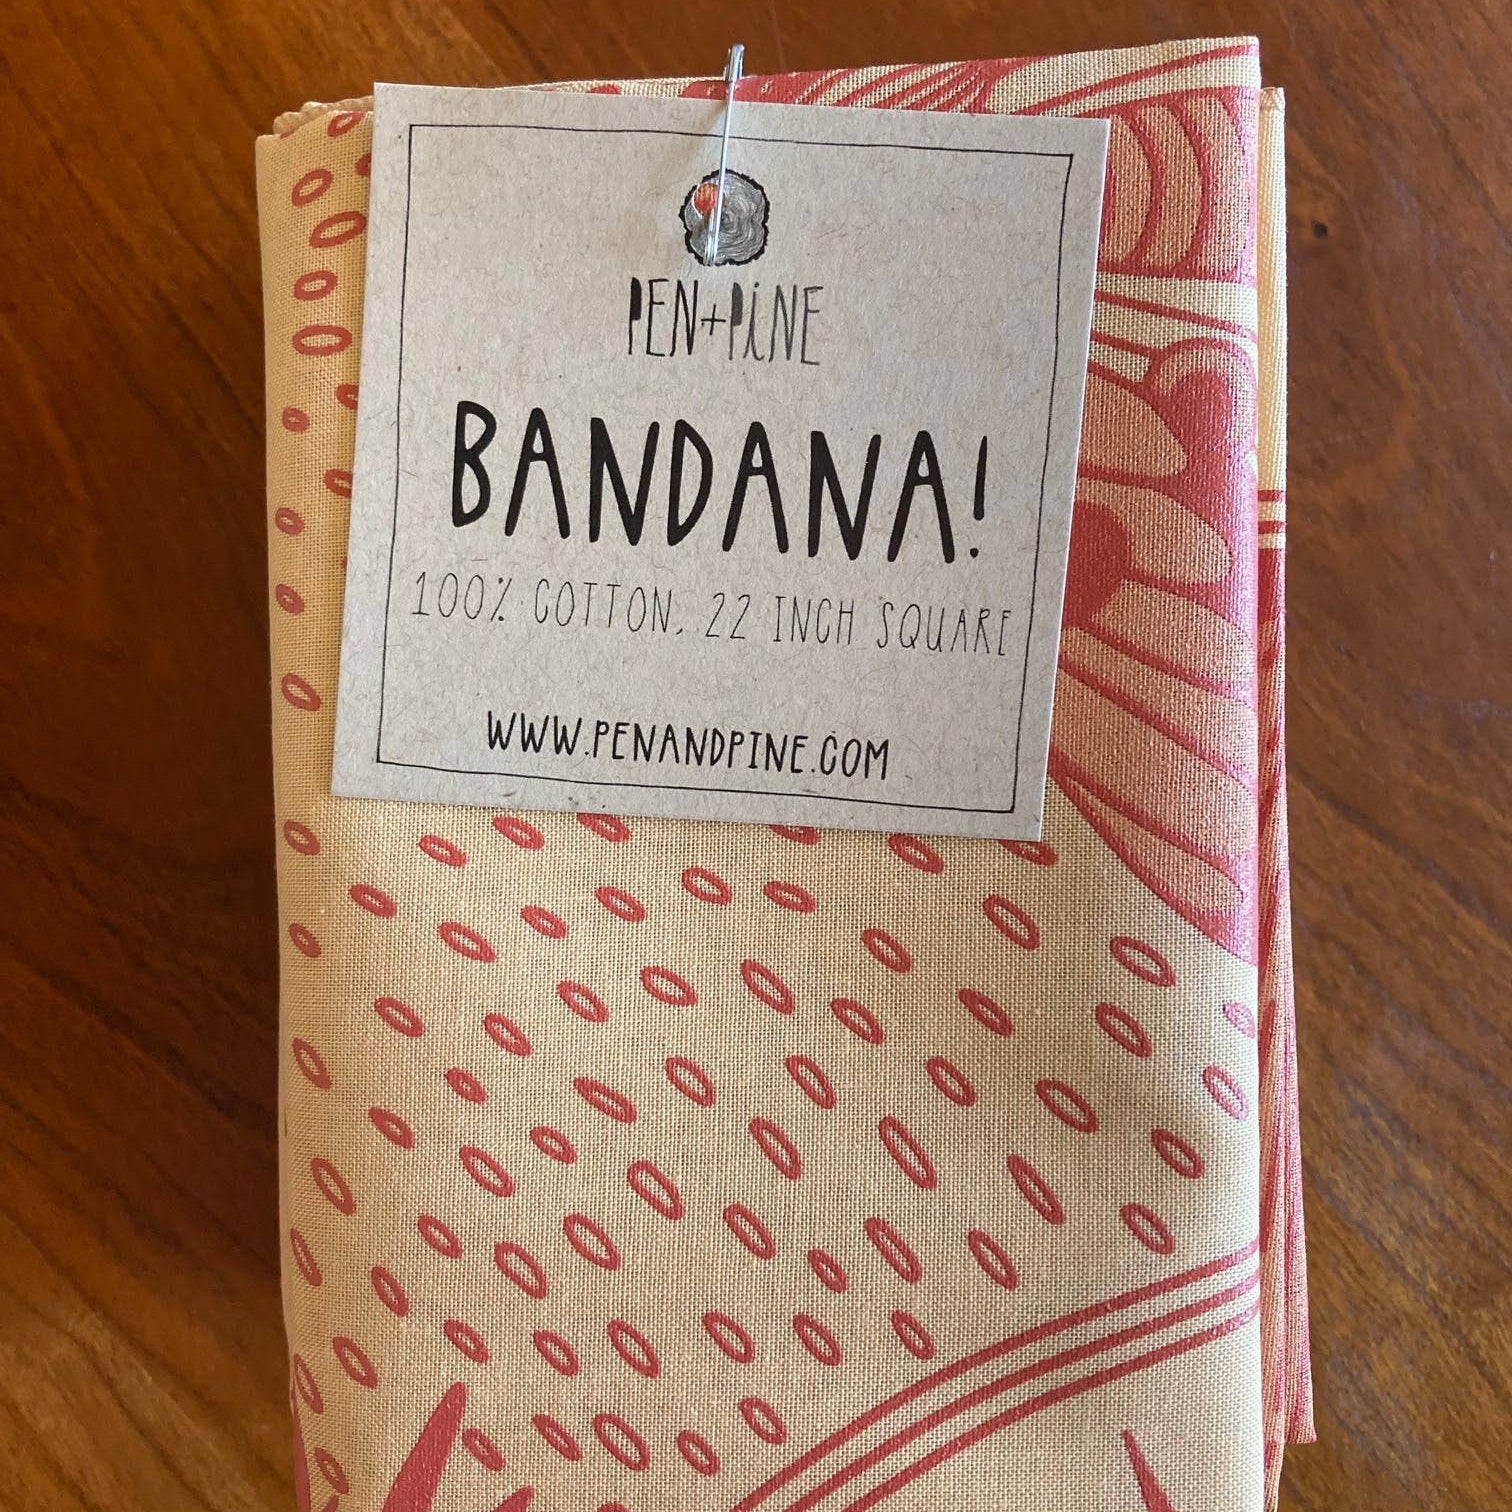 PEN+PiNE
BANDANA!
100% COTTON, 22 INCH SQUARE
WWW.PENANDPINE.COM